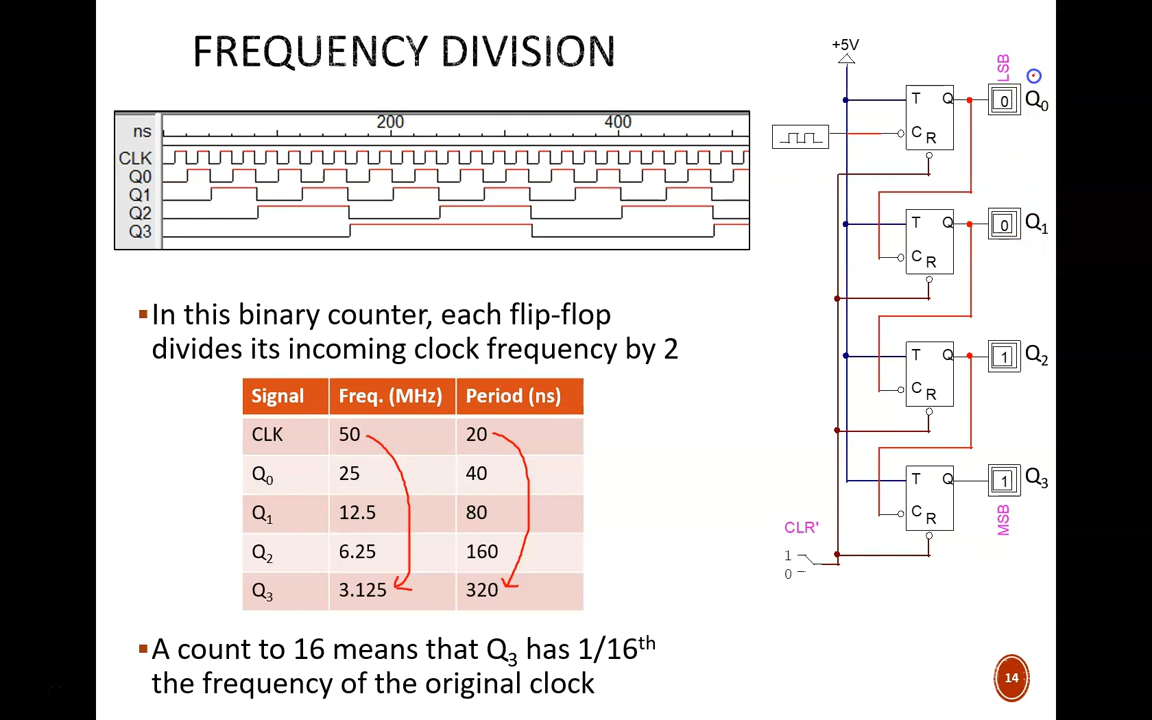 FREQUENCY DIVISION
ns 200 400
CLK
Q0
Q1
Q2
Q3
▪In this binary counter, each flip-flop
divides its incoming clock frequency by 2
Signal Freq. (MHz) Period (ns)
CLK 50 20
Q₀ 25 40
Q₁ 12.5 80
Q₂ 6.25 160
Q₃ 3.125 320
▪A count to 16 means that Q₃ has 1/16ᵗʰ
the frequency of the original clock
+5V
LSB
T Q 0 Q₀
C R
T Q 0 Q₁
C R
T Q 1 Q₂
C R
T Q 1 Q₃
C R
MSB
CLR'
1
0
14